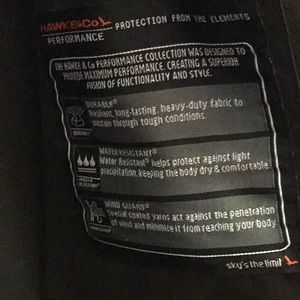 HAWKE&Co PROTECTION FROM THE ELEMENTS
PERFORMANCE
THE HAWKE & Co PERFORMANCE COLLECTION WAS DESIGNED TO
PROVIDE MAXIMUM PERFORMANCE. CREATING A SUPERIOR
FUSION OF FUNCTIONALITY AND STYLE.
DURABLE®
Resilient, long-lasting, heavy-duty fabric to
sustain through tough conditions.
WATER RESISTANT®
Water Resistant® helps protect against light
precipitation, keeping the body dry & comfortable
WIND GUARD®
Special coated yarns act against the penetration
of wind and minimize it from reaching your body
sky's the limit